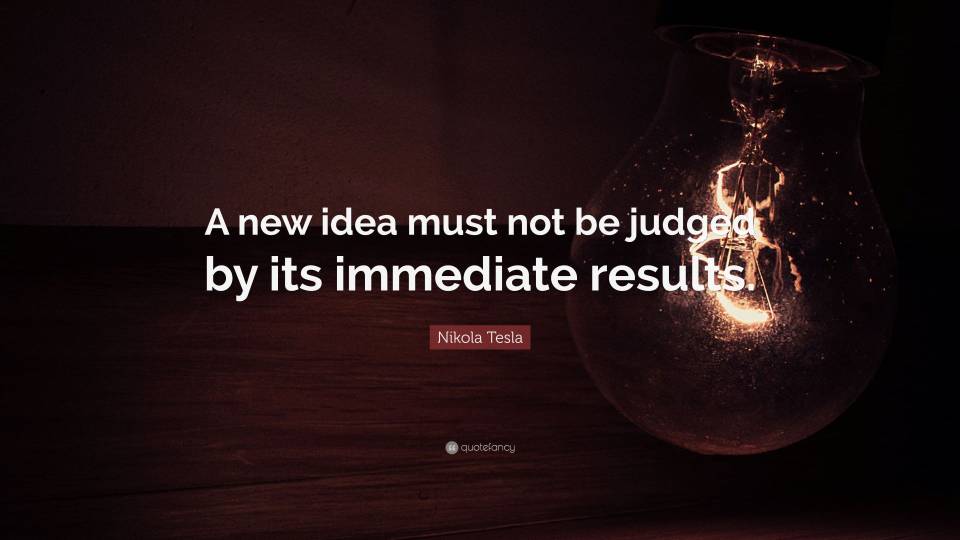 A new idea must not be judged
by its immediate results.
Nikola Tesla
quotefancy